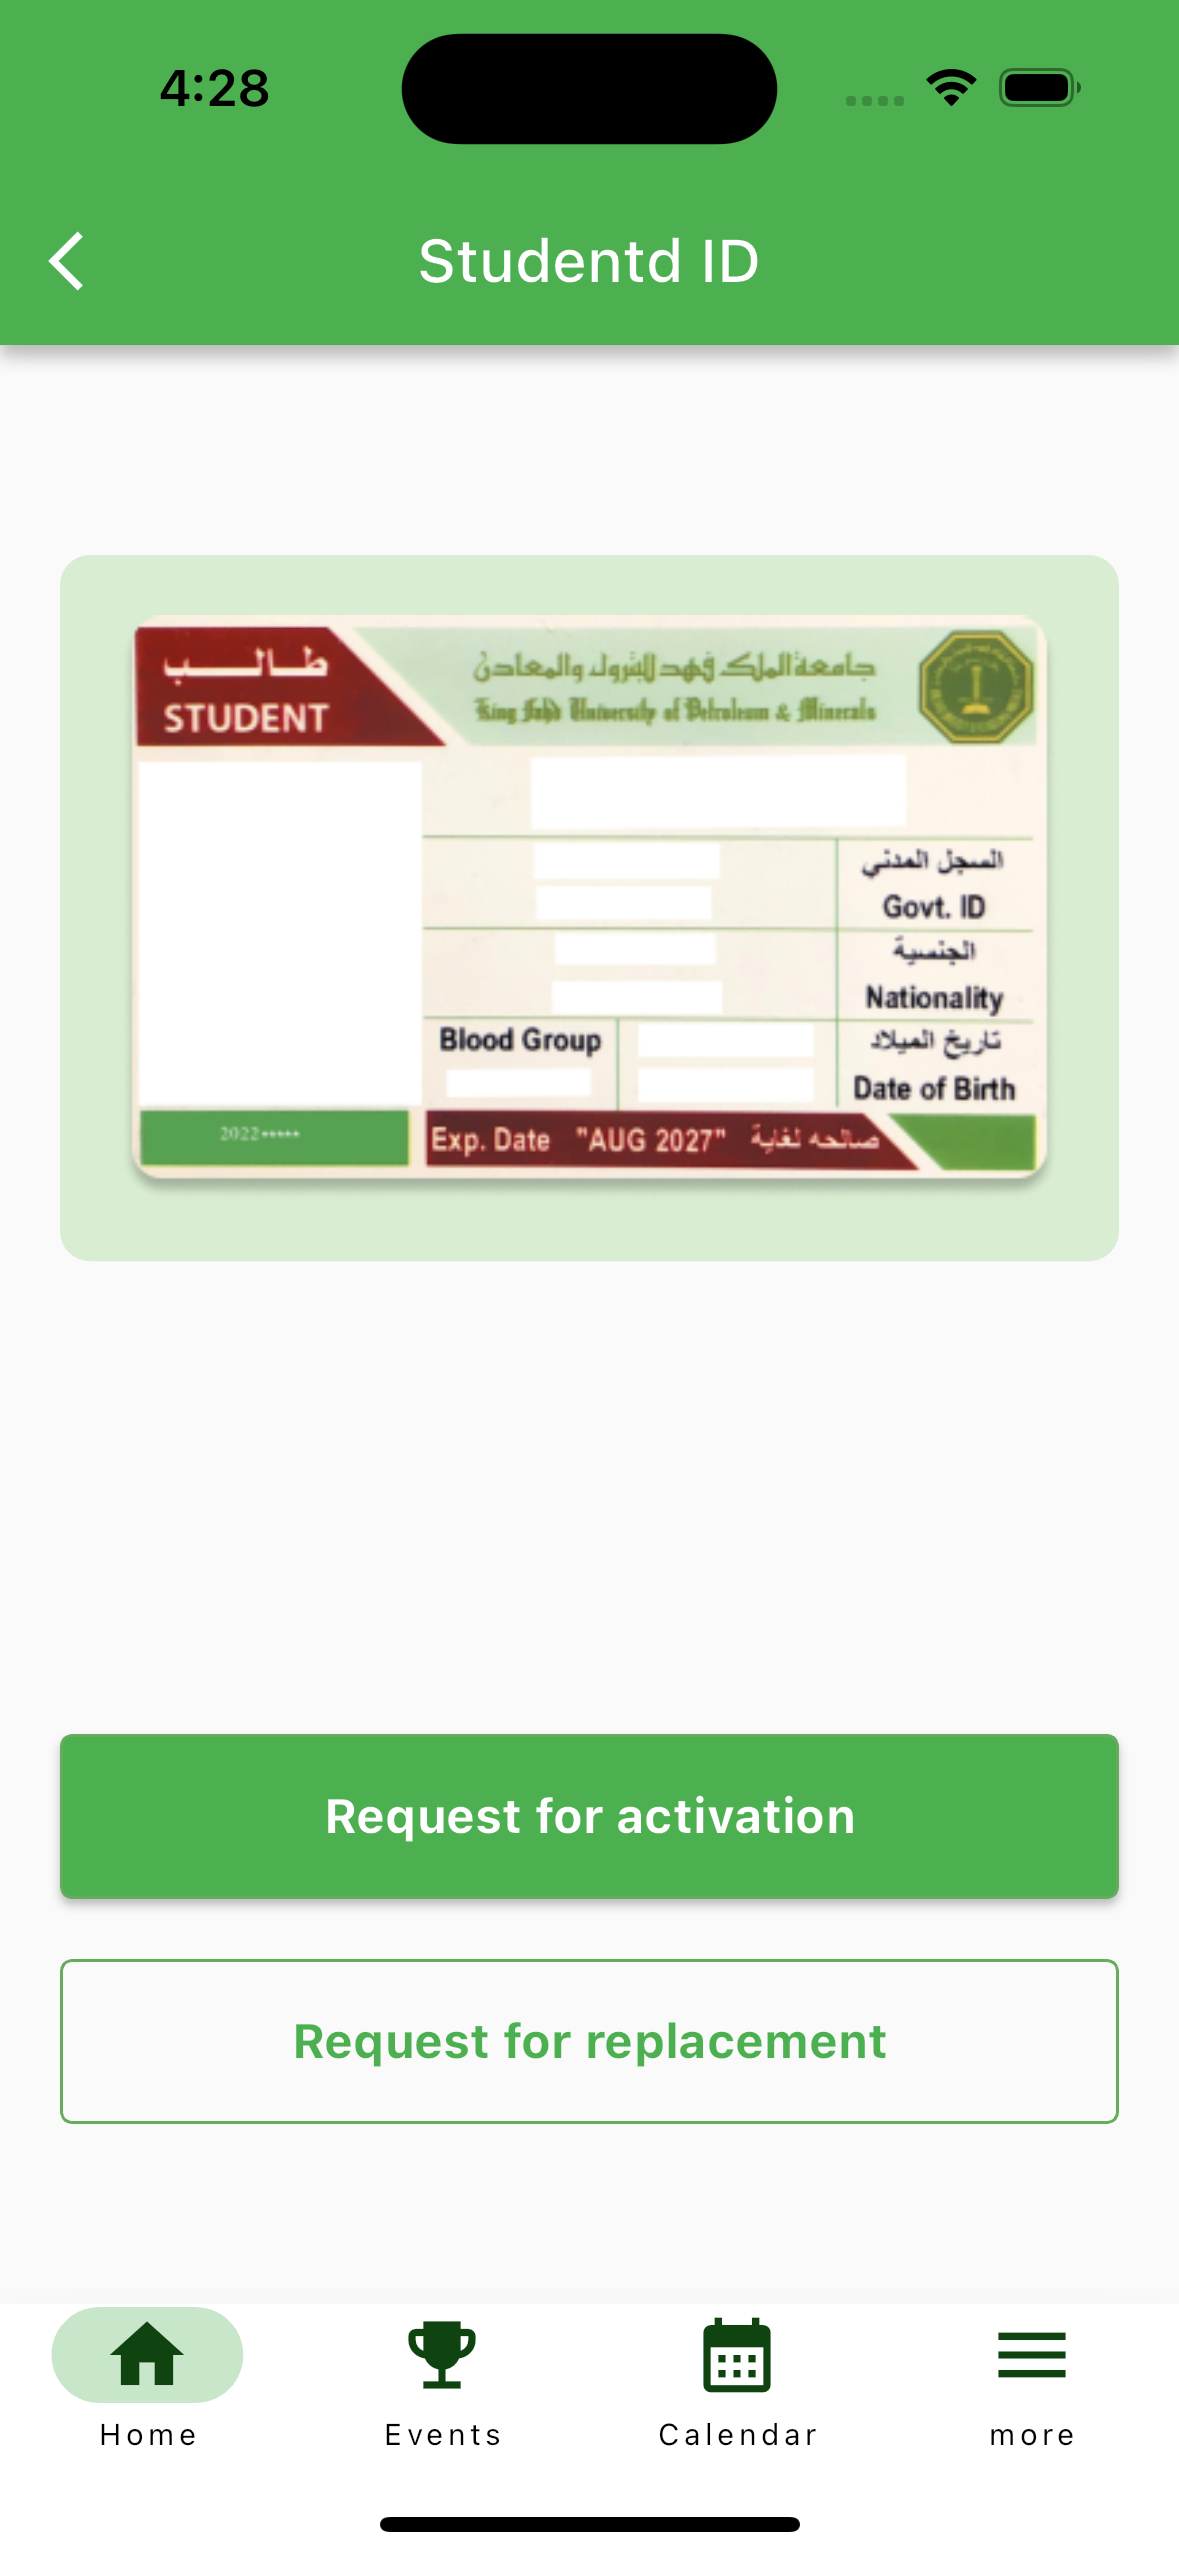 4:28
Studentd ID
طالــــب
STUDENT
جامعة الملك فهد للبترول والمعادن
King Fahd University of Petroleum & Minerals
السجل المدني
Govt. ID
الجنسية
Nationality
تاريخ الميلاد
Blood Group
Date of Birth
2022*****
Exp. Date "AUG 2027" صالحه لغاية
Request for activation
Request for replacement
Home
Events
Calendar
more